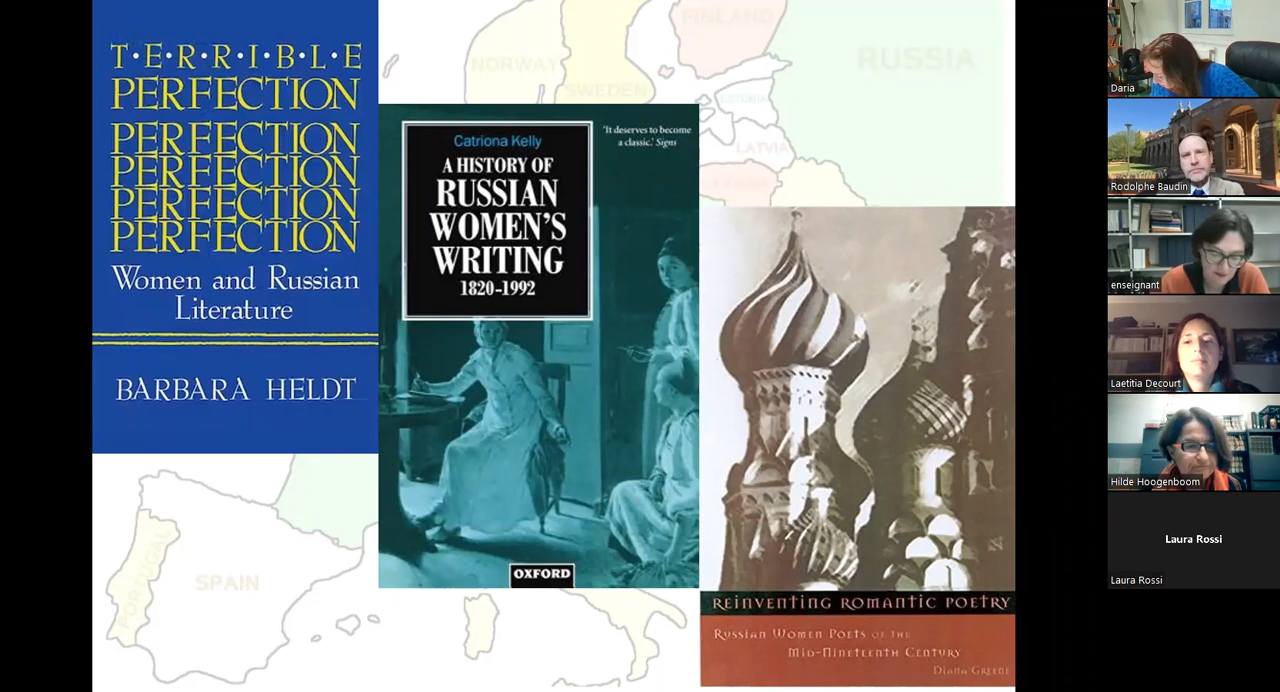 T·E·R·R·I·B·L·E
PERFECTION
PERFECTION
PERFECTION
PERFECTION
PERFECTION
Women and Russian
Literature
BARBARA HELDT
Catriona Kelly
A HISTORY OF
RUSSIAN
WOMEN'S
WRITING
1820-1992
'It deserves to become
a classic.' Signs
OXFORD
REINVENTING ROMANTIC POETRY
RUSSIAN WOMEN POETS OF THE
MID-NINETEENTH CENTURY
DIANA GREENE
NORWAY
SWEDEN
FINLAND
RUSSIA
ESTONIA
LATVIA
PORTUGAL
SPAIN
Daria
Rodolphe Baudin
enseignant
Laetitia Decourt
Hilde Hoogenboom
Laura Rossi
Laura Rossi